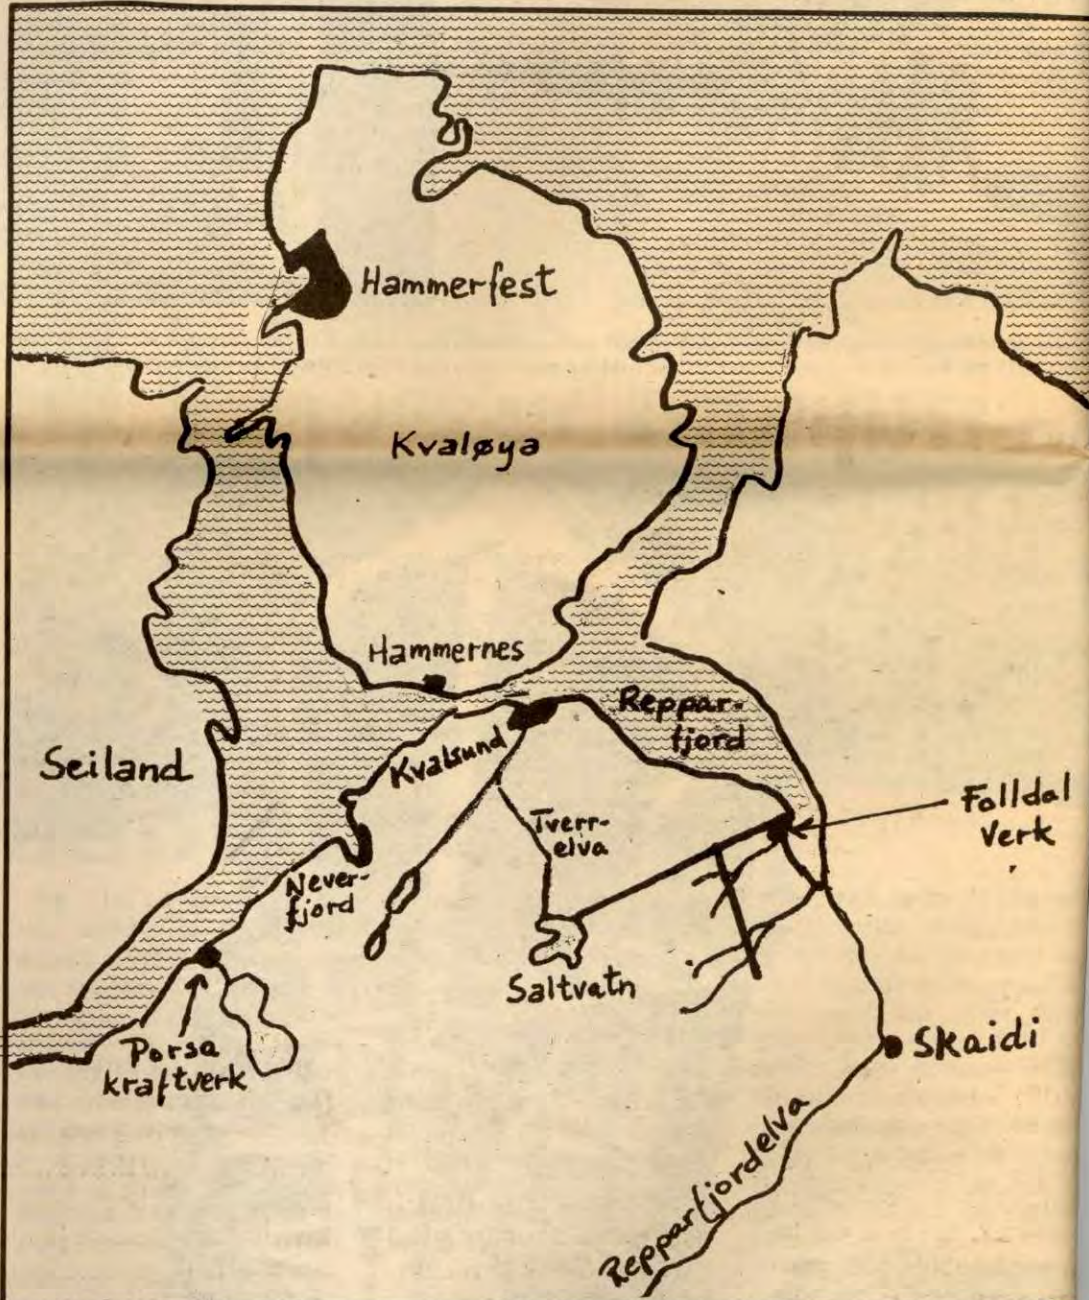 Hammerfest
Kvaløya
Hammernes
Reppar-
fjord
Seiland
Kvalsund
Folldal
Verk
Tverr-
elva
Never-
fjord
Saltvatn
Porsa
kraftverk
Skaidi
Repparfjordelva